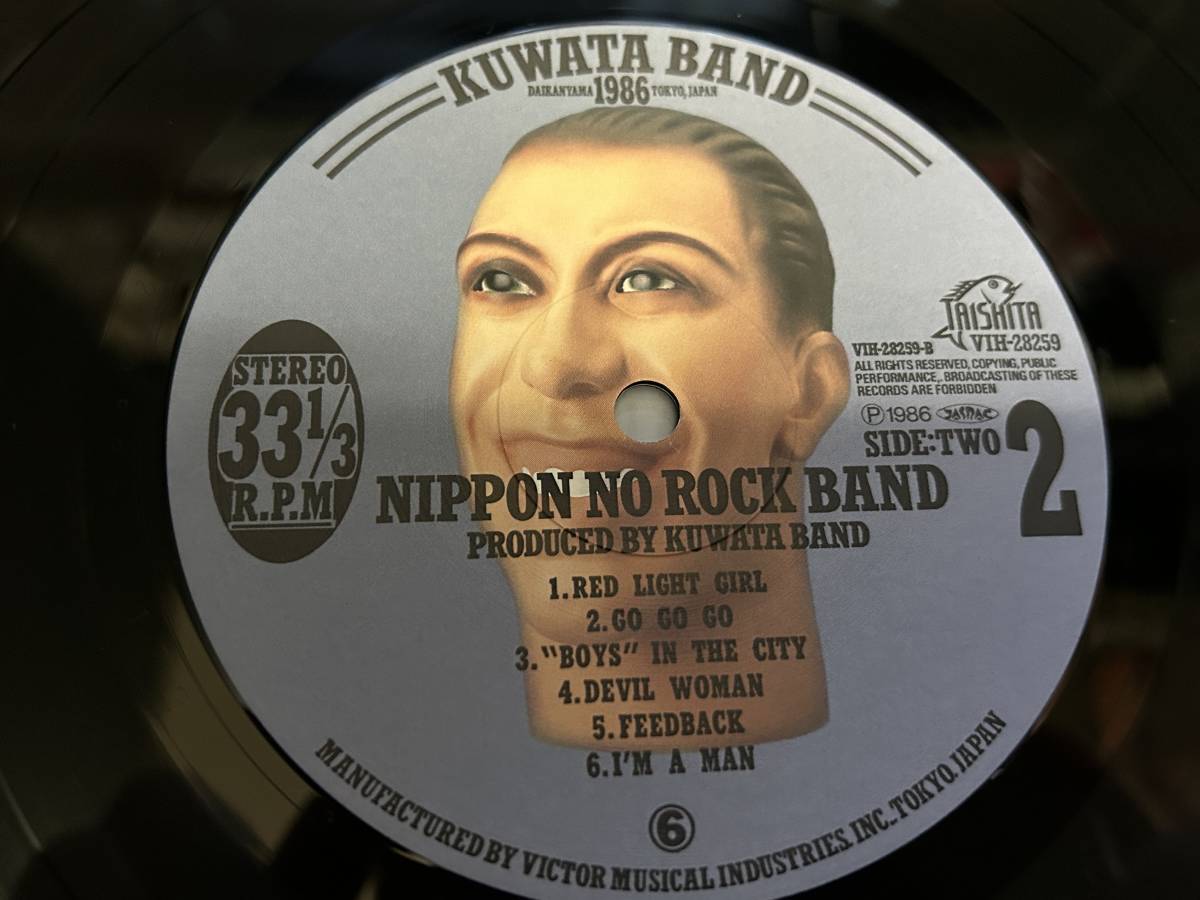 KUWATA BAND
DAIKANYAMA 1986 TOKYO, JAPAN
TAISHITA
VIH-28259
VIH-28259-B
ALL RIGHTS RESERVED, COPYING, PUBLIC
PERFORMANCE, BROADCASTING OF THESE
RECORDS ARE FORBIDDEN
Ⓟ1986 JASRAC
SIDE:TWO 2
STEREO
33 1/3
R.P.M
NIPPON NO ROCK BAND
PRODUCED BY KUWATA BAND
1.RED LIGHT GIRL
2.GO GO GO
3."BOYS" IN THE CITY
4.DEVIL WOMAN
5.FEEDBACK
6.I'M A MAN
⑥
MANUFACTURED BY VICTOR MUSICAL INDUSTRIES, INC., TOKYO, JAPAN